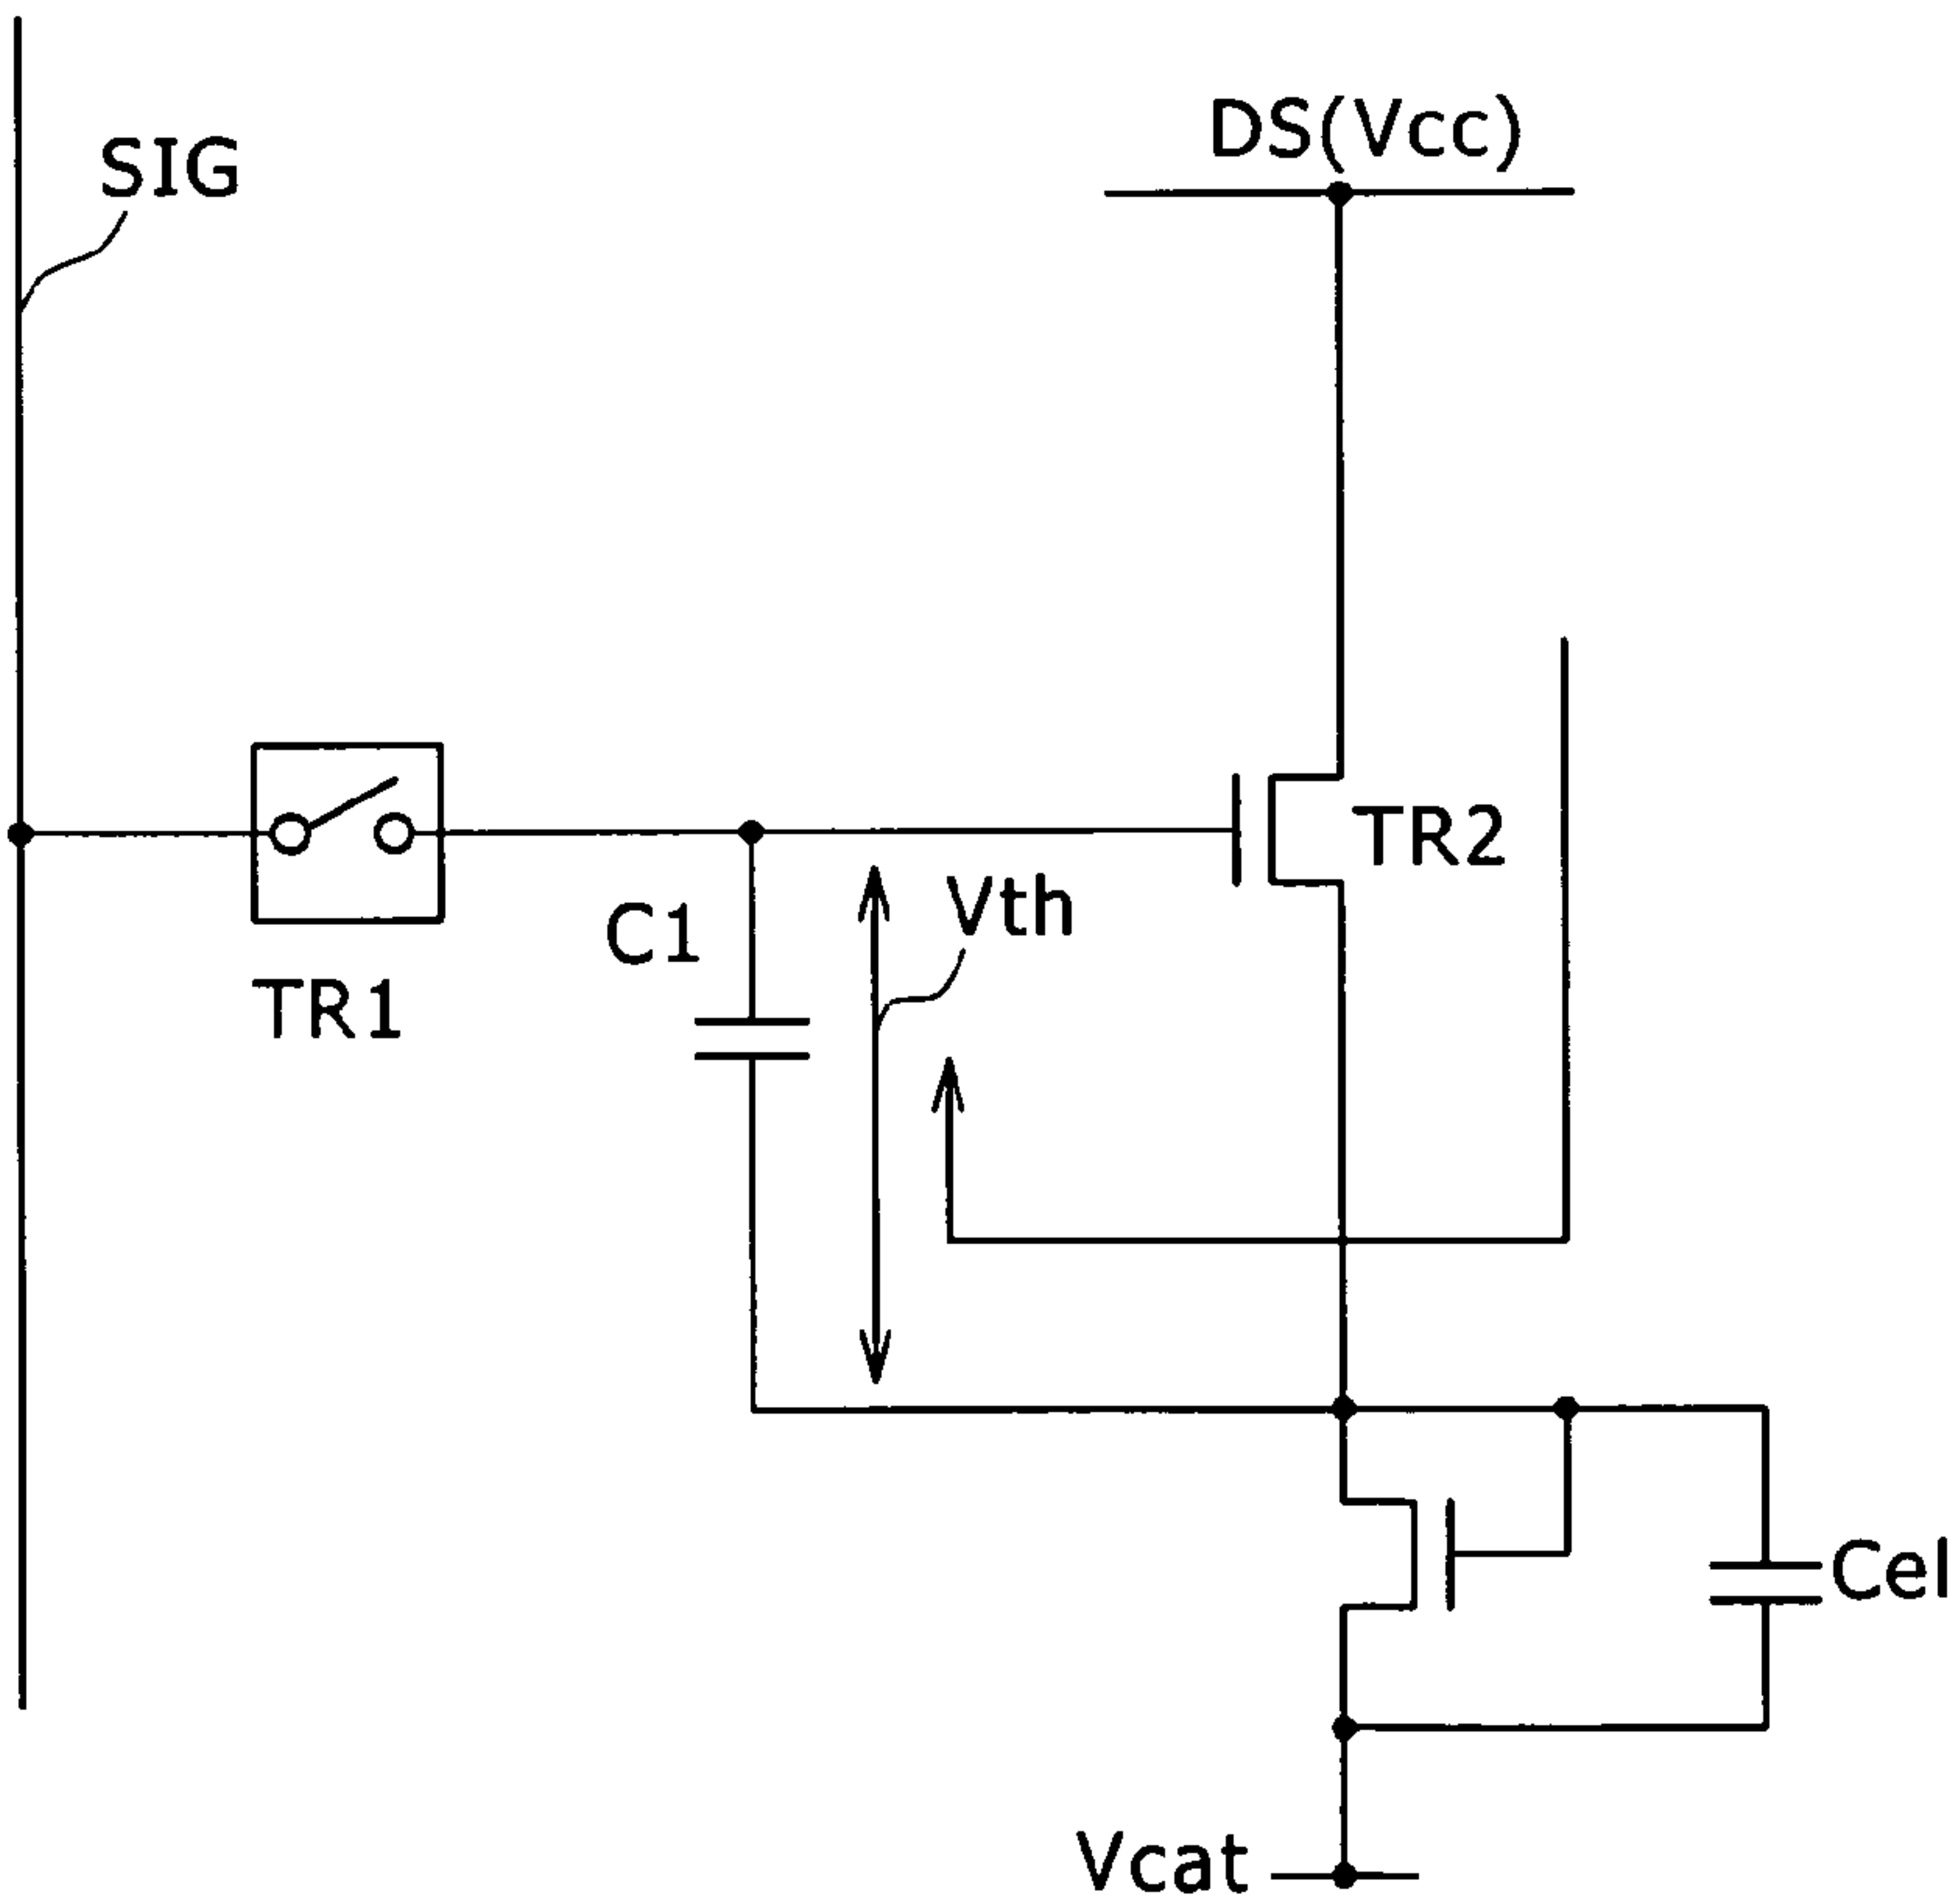 DS(Vcc)
SIG
TR2
Vth
C1
TR1
Cel
Vcat